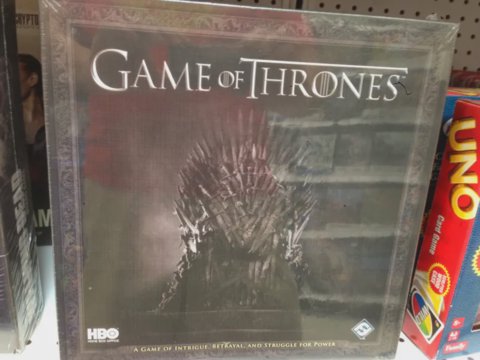 GAME OF THRONES
HBO
A GAME OF INTRIGUE, BETRAYAL, AND STRUGGLE FOR POWER
UNO
Card Game